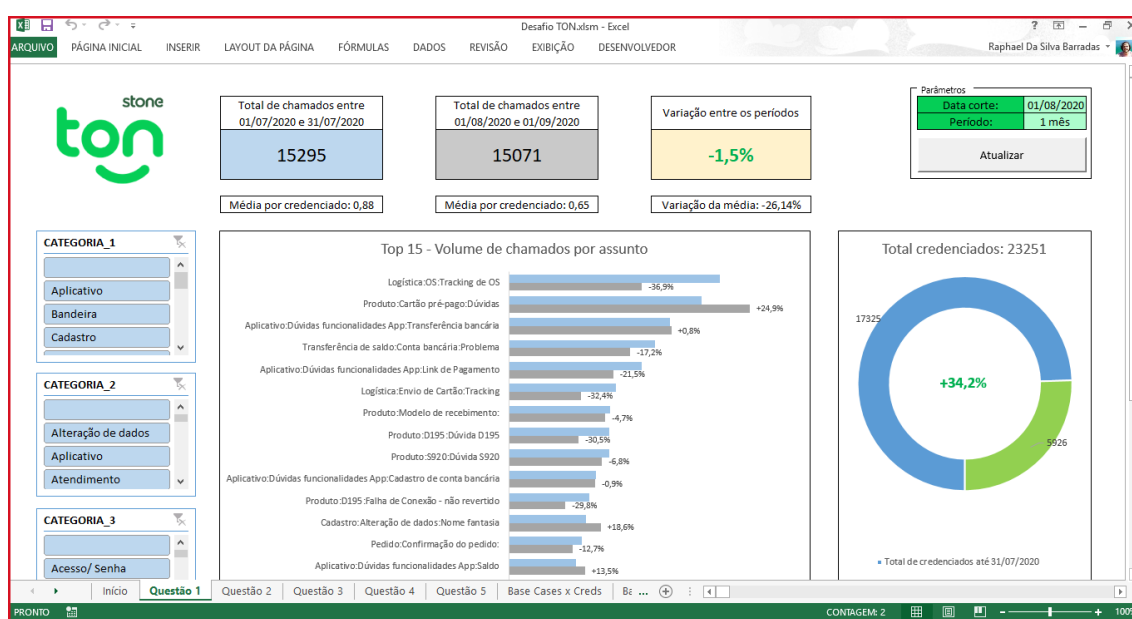 Desafio TON.xlsm - Excel
ARQUIVO PÁGINA INICIAL INSERIR LAYOUT DA PÁGINA FÓRMULAS DADOS REVISÃO EXIBIÇÃO DESENVOLVEDOR Raphael Da Silva Barradas
stone
ton
Total de chamados entre
01/07/2020 e 31/07/2020
15295
Média por credenciado: 0,88
Total de chamados entre
01/08/2020 e 01/09/2020
15071
Média por credenciado: 0,65
Variação entre os períodos
-1,5%
Variação da média: -26,14%
Parâmetros
Data corte: 01/08/2020
Período: 1 mês
Atualizar
CATEGORIA_1
Aplicativo
Bandeira
Cadastro
CATEGORIA_2
Alteração de dados
Aplicativo
Atendimento
CATEGORIA_3
Acesso/ Senha
Top 15 - Volume de chamados por assunto
Logística:OS:Tracking de OS -36,9%
Produto:Cartão pré-pago:Dúvidas +24,9%
Aplicativo:Dúvidas funcionalidades App:Transferência bancária +0,8%
Transferência de saldo:Conta bancária:Problema -17,2%
Aplicativo:Dúvidas funcionalidades App:Link de Pagamento -21,5%
Logística:Envio de Cartão:Tracking -32,4%
Produto:Modelo de recebimento: -4,7%
Produto:D195:Dúvida D195 -30,5%
Produto:S920:Dúvida S920 -6,8%
Aplicativo:Dúvidas funcionalidades App:Cadastro de conta bancária -0,9%
Produto:D195:Falha de Conexão - não revertido -29,8%
Cadastro:Alteração de dados:Nome fantasia +18,6%
Pedido:Confirmação do pedido: -12,7%
Aplicativo:Dúvidas funcionalidades App:Saldo +13,5%
Total credenciados: 23251
17325
+34,2%
5926
Total de credenciados até 31/07/2020
Início Questão 1 Questão 2 Questão 3 Questão 4 Questão 5 Base Cases x Creds
PRONTO CONTAGEM: 2 100%